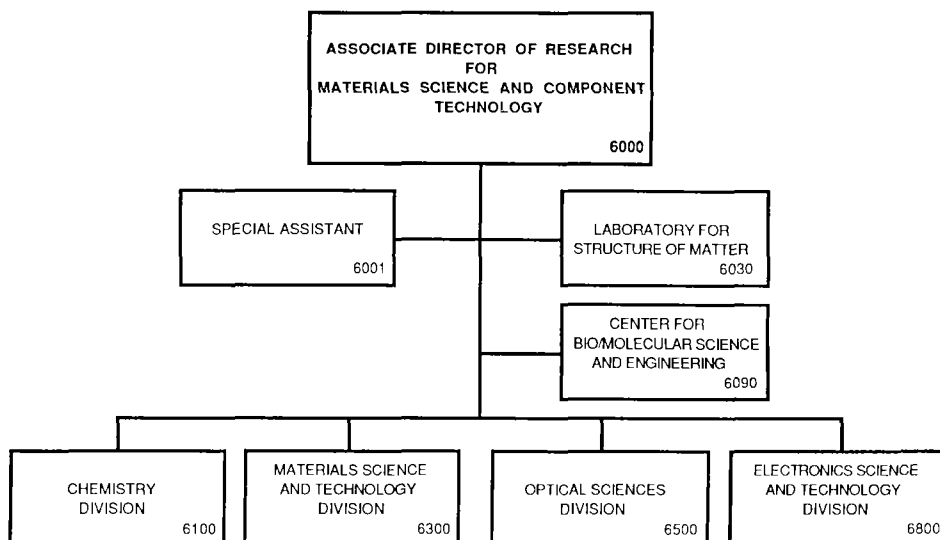 ASSOCIATE DIRECTOR OF RESEARCH
FOR
MATERIALS SCIENCE AND COMPONENT
TECHNOLOGY
6000
SPECIAL ASSISTANT
6001
LABORATORY FOR
STRUCTURE OF MATTER
6030
CENTER FOR
BIO/MOLECULAR SCIENCE
AND ENGINEERING
6090
CHEMISTRY
DIVISION
6100
MATERIALS SCIENCE
AND TECHNOLOGY
DIVISION
6300
OPTICAL SCIENCES
DIVISION
6500
ELECTRONICS SCIENCE
AND TECHNOLOGY
DIVISION
6800